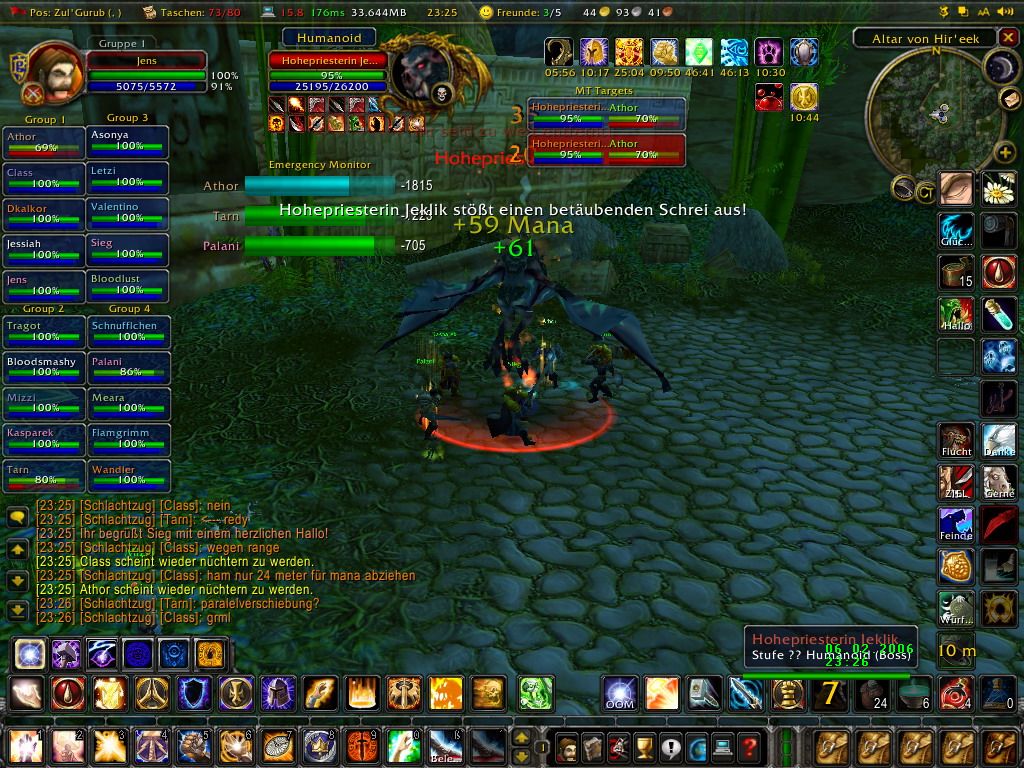 Pos: Zul'Gurub (, )
Taschen: 73/80
15.8 176ms 33.644MB
23:25
Freunde: 3/5
44 93 41
Gruppe 1
Jens
100%
5075/5572 91%
Humanoid
Hohepriesterin Je...
95%
25195/26200
05:56 10:17 25:04 09:50 46:41 46:13 10:30
10:44
Altar von Hir'eek
N
MT Targets
3
Hohepriesteri... Athor
95% 70%
2
Hohepriesteri... Athor
95% 70%
Group 1
Athor
69%
Class
100%
Dkalkor
100%
Jessiah
100%
Jens
100%
Group 3
Asonya
100%
Letzi
100%
Valentino
100%
Sieg
100%
Bloodlust
100%
Group 2
Tragot
100%
Bloodsmashy
100%
Mizzi
100%
Kasparek
100%
Tarn
80%
Group 4
Schnufflchen
100%
Palani
86%
Meara
100%
Flamgrimm
100%
Wandler
100%
Emergency Monitor
Athor -1815
Tarn
Palani -705
Hohepriesterin Jeklik stößt einen betäubenden Schrei aus!
+59 Mana
+61
[23:25] [Schlachtzug] [Class]: nein
[23:25] [Schlachtzug] [Tarn]: <--- redy
[23:25] Ihr begrüßt Sieg mit einem herzlichen Hallo!
[23:25] [Schlachtzug] [Class]: wegen range
[23:25] Class scheint wieder nüchtern zu werden.
[23:25] [Schlachtzug] [Class]: ham nur 24 meter für mana abziehen
[23:25] Athor scheint wieder nüchtern zu werden.
[23:26] [Schlachtzug] [Tarn]: paralelverschiebung?
[23:26] [Schlachtzug] [Class]: grml
15
Hallo
Flucht
Danke
ZIEL
Gerne
Feinde
Würf...
10 m
Hohepriesterin Jeklik
Stufe ?? Humanoid (Boss)
06.02.2006
23:26
OOM
7
24
6
Bele...